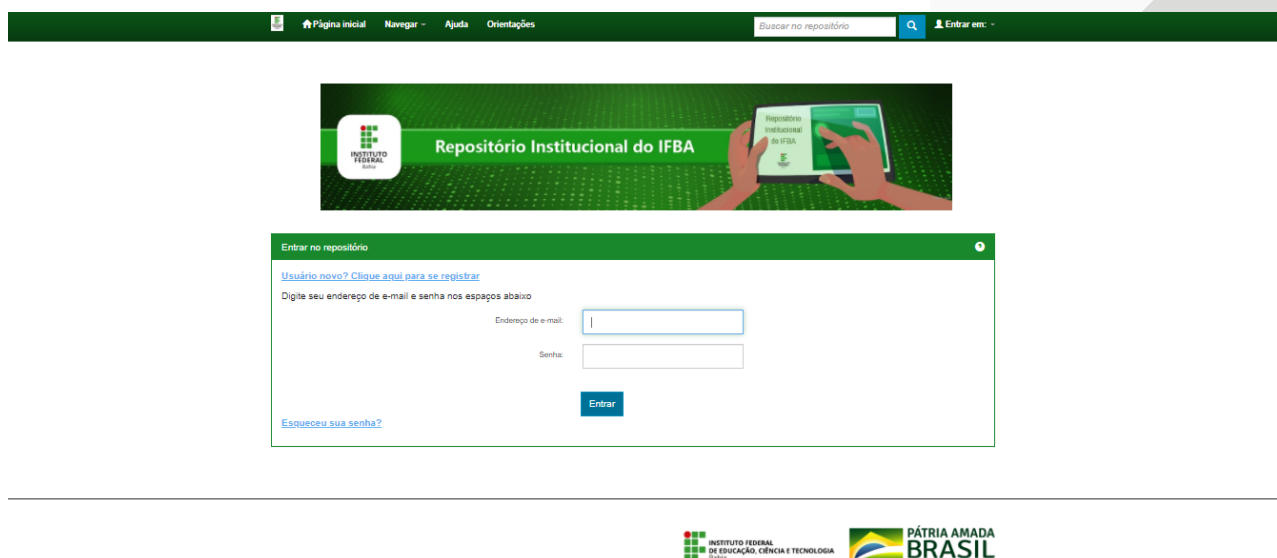 Página inicial Navegar Ajuda Orientações Buscar no repositório Entrar em:
INSTITUTO
FEDERAL
Bahia
Repositório Institucional do IFBA
Repositório
Institucional
do IFBA
Entrar no repositório
Usuário novo? Clique aqui para se registrar
Digite seu endereço de e-mail e senha nos espaços abaixo
Endereço de e-mail:
Senha:
Entrar
Esqueceu sua senha?
INSTITUTO FEDERAL
DE EDUCAÇÃO, CIÊNCIA E TECNOLOGIA
Bahia
PÁTRIA AMADA
BRASIL